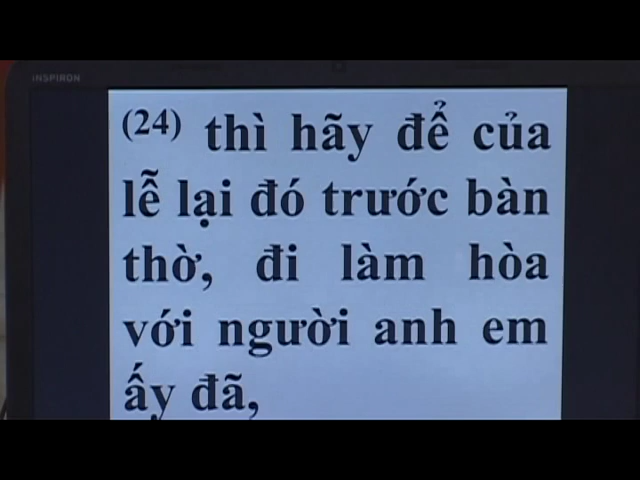 INSPIRON
(24) thì hãy để của
lễ lại đó trước bàn
thờ, đi làm hòa
với người anh em
ấy đã,